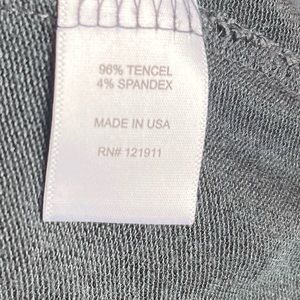 96% TENCEL
4% SPANDEX
MADE IN USA
RN# 121911